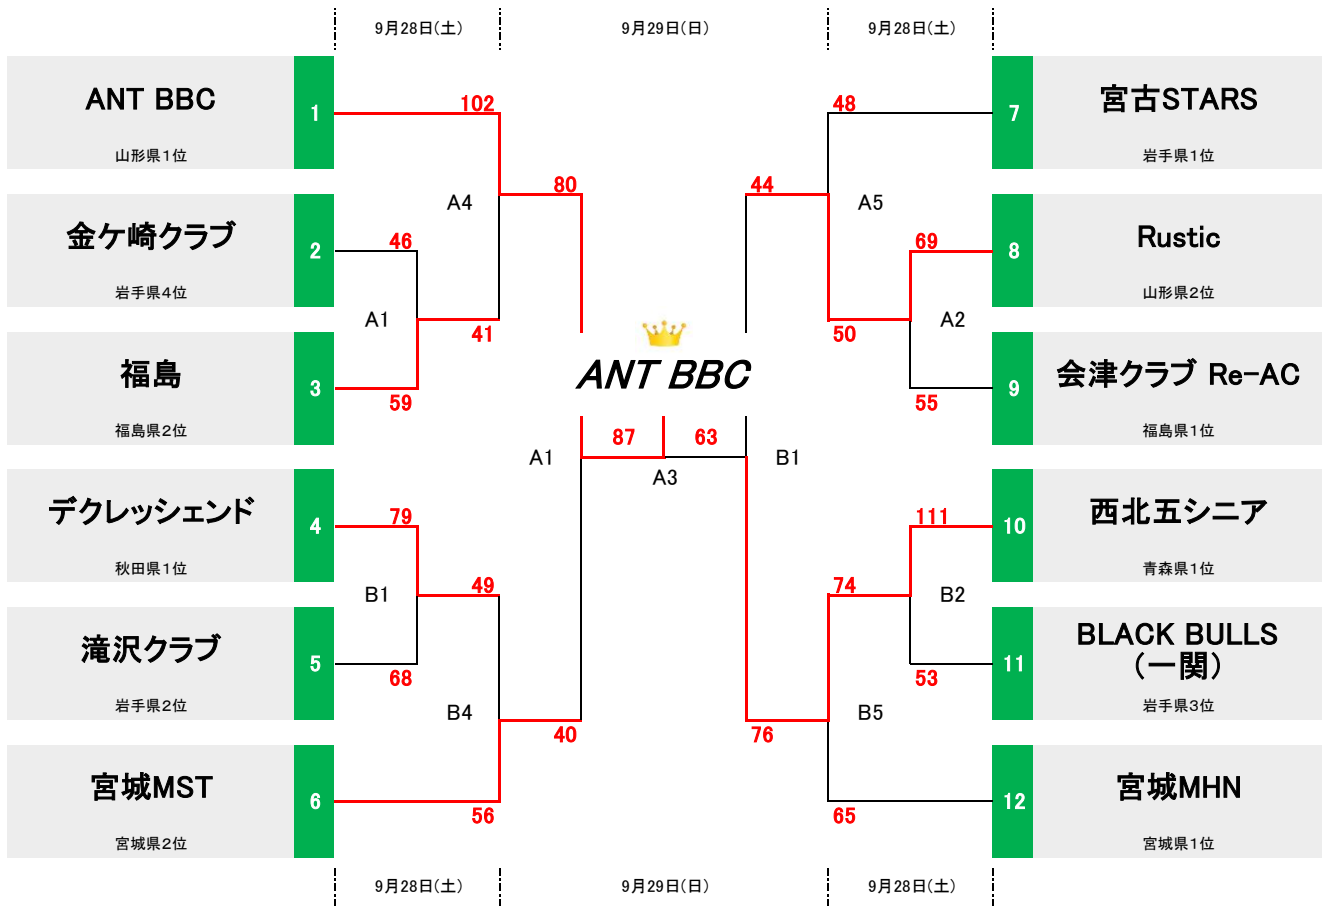 9月28日(土)
9月29日(日)
9月28日(土)
ANT BBC
山形県1位
1
金ケ崎クラブ
岩手県4位
2
福島
福島県2位
3
デクレッシェンド
秋田県1位
4
滝沢クラブ
岩手県2位
5
宮城MST
宮城県2位
6
102
46
A1
59
A4
41
80
79
B1
68
49
B4
56
40
ANT BBC
A1
87
63
B1
A3
44
76
48
A5
50
69
A2
55
74
111
B2
53
B5
65
7
宮古STARS
岩手県1位
8
Rustic
山形県2位
9
会津クラブ Re-AC
福島県1位
10
西北五シニア
青森県1位
11
BLACK BULLS
(一関)
岩手県3位
12
宮城MHN
宮城県1位
9月28日(土)
9月29日(日)
9月28日(土)